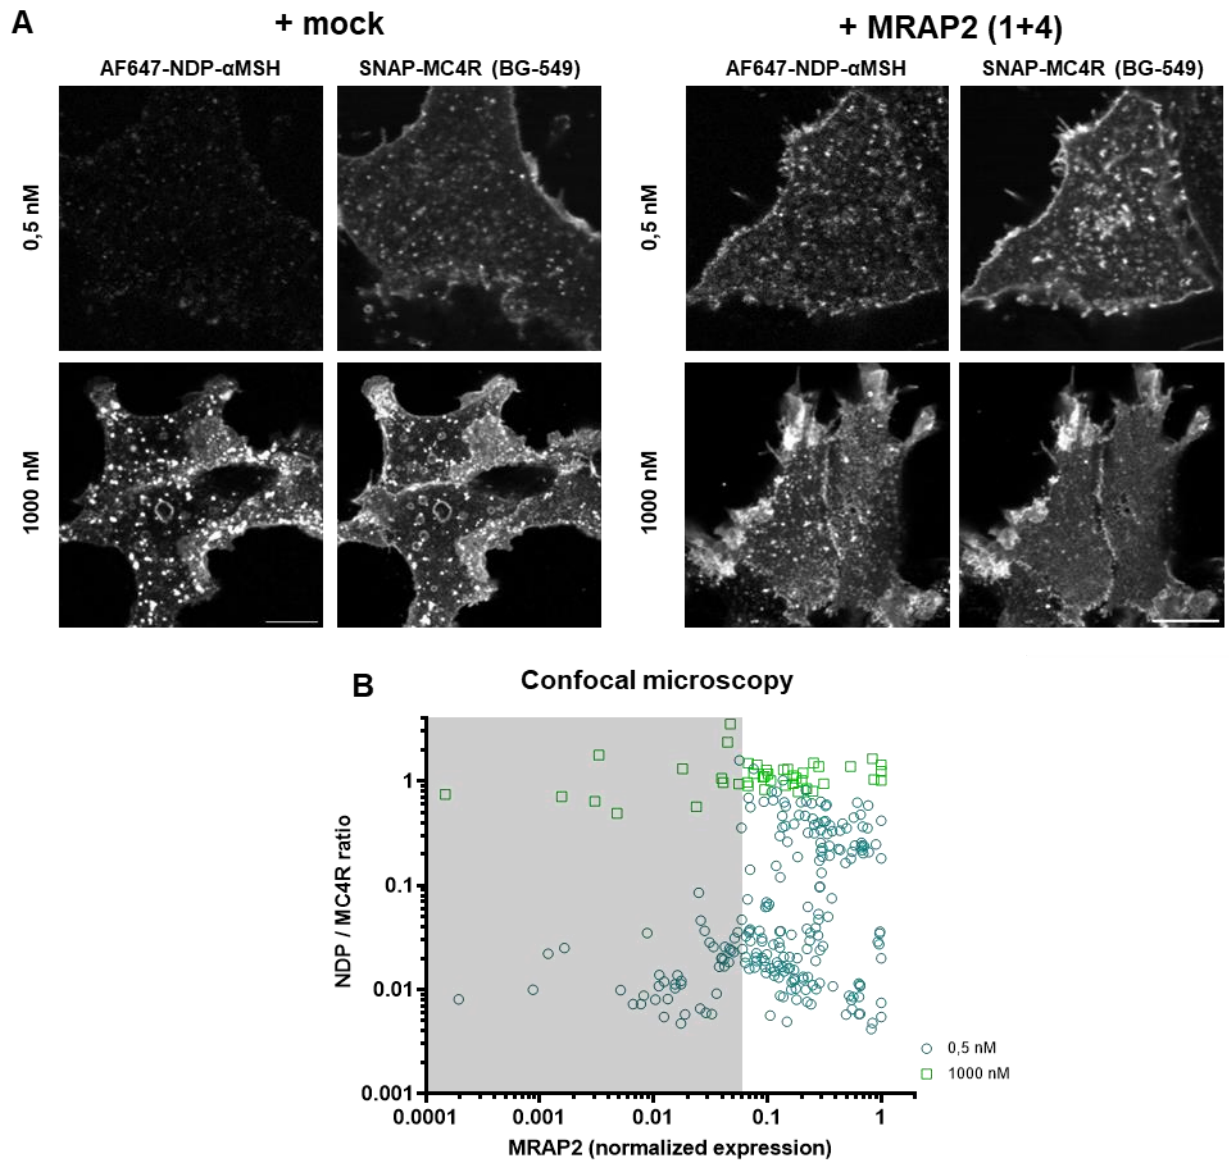 A
+ mock
+ MRAP2 (1+4)
AF647-NDP-αMSH
SNAP-MC4R (BG-549)
AF647-NDP-αMSH
SNAP-MC4R (BG-549)
0,5 nM
0,5 nM
1000 nM
1000 nM
B
Confocal microscopy
NDP / MC4R ratio
1
0.1
0.01
0.001
0.0001
0.001
0.01
0.1
1
MRAP2 (normalized expression)
0,5 nM
1000 nM